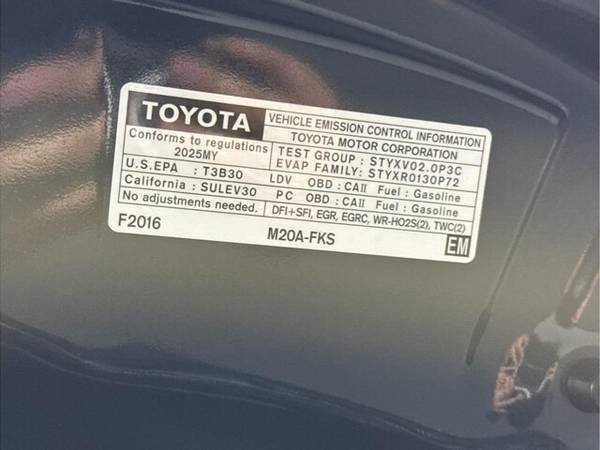 TOYOTA
VEHICLE EMISSION CONTROL INFORMATION
TOYOTA MOTOR CORPORATION
Conforms to regulations
2025MY
TEST GROUP : STYXV02.0P3C
EVAP FAMILY: STYXR0130P72
U.S.EPA : T3B30
LDV OBD : CAII Fuel : Gasoline
California : SULEV30
PC OBD : CAII Fuel : Gasoline
No adjustments needed.
DFI+SFI, EGR, EGRC, WR-HO2S(2), TWC(2)
F2016
M20A-FKS
EM